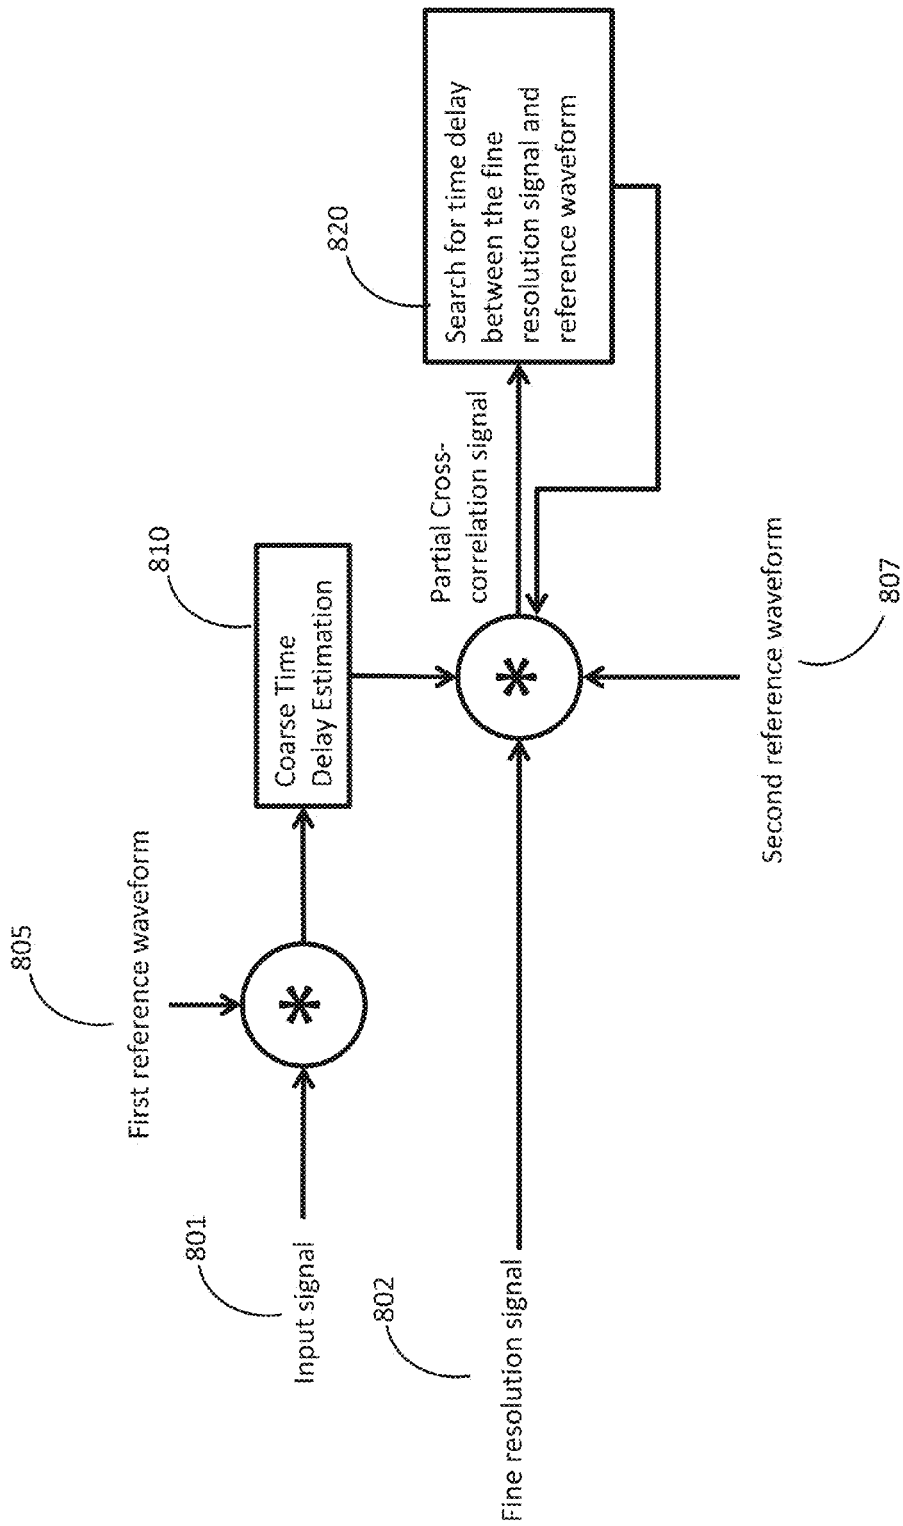 805
First reference waveform
801
Input signal
*
810
Coarse Time
Delay Estimation
802
Fine resolution signal
*
Partial Cross-
correlation signal
820
Search for time delay
between the fine
resolution signal and
reference waveform
Second reference waveform
807